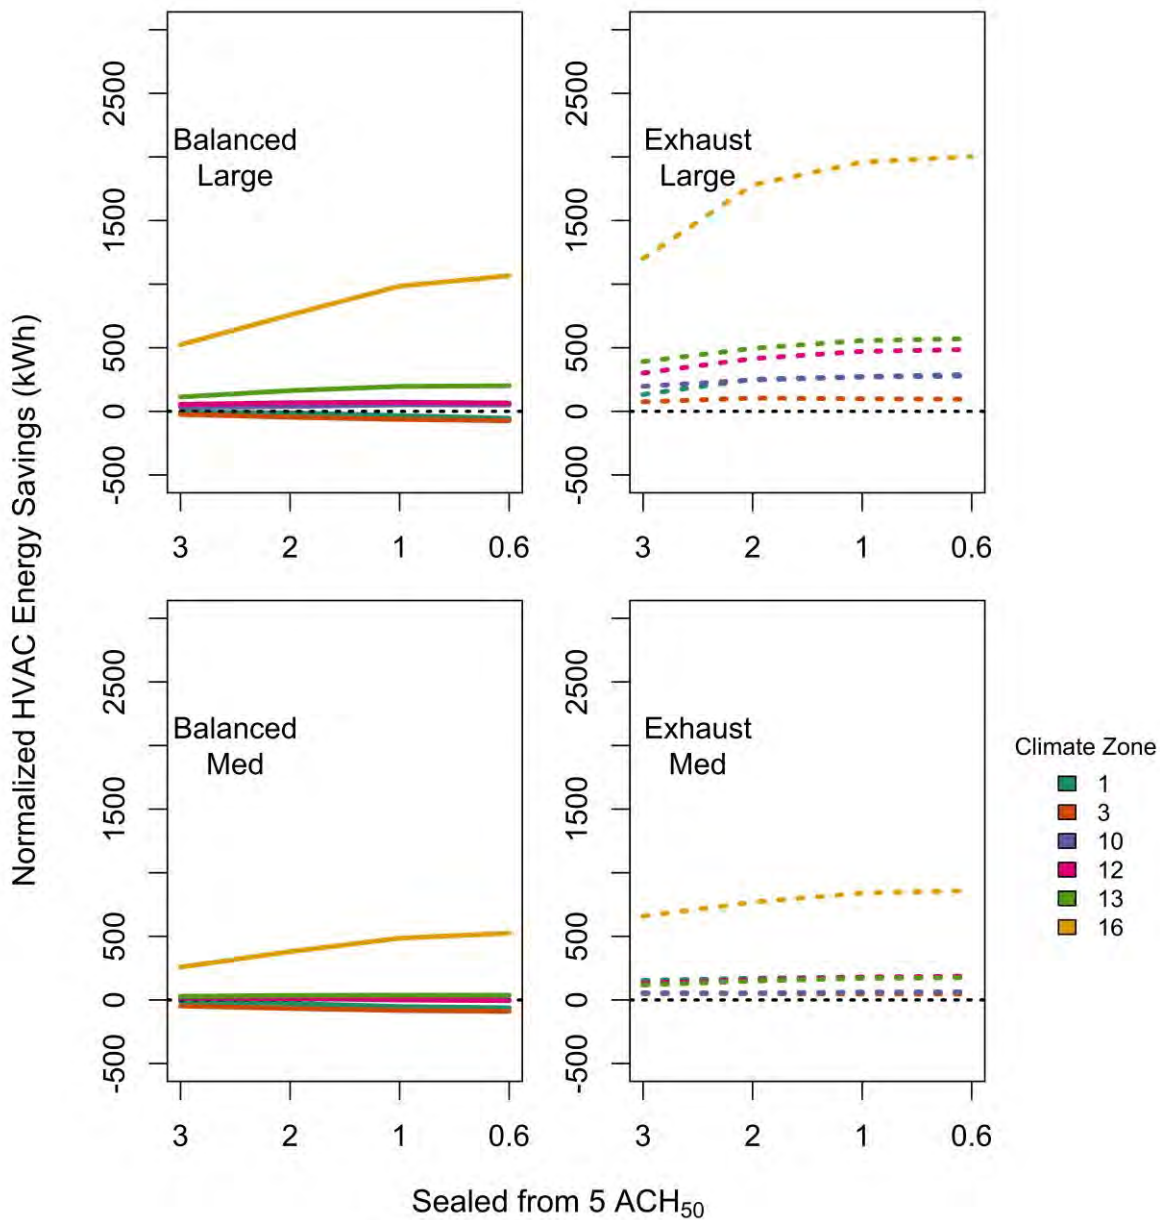 Normalized HVAC Energy Savings (kWh)
Balanced
Large
2500
1500
500
0
-500
3 2 1 0.6
Exhaust
Large
2500
1500
500
0
-500
3 2 1 0.6
Balanced
Med
2500
1500
500
0
-500
3 2 1 0.6
Exhaust
Med
2500
1500
500
0
-500
3 2 1 0.6
Climate Zone
1
3
10
12
13
16
Sealed from 5 ACH₅₀